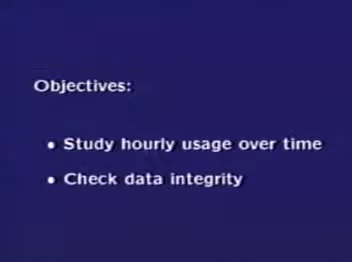 Objectives:
• Study hourly usage over time
• Check data integrity